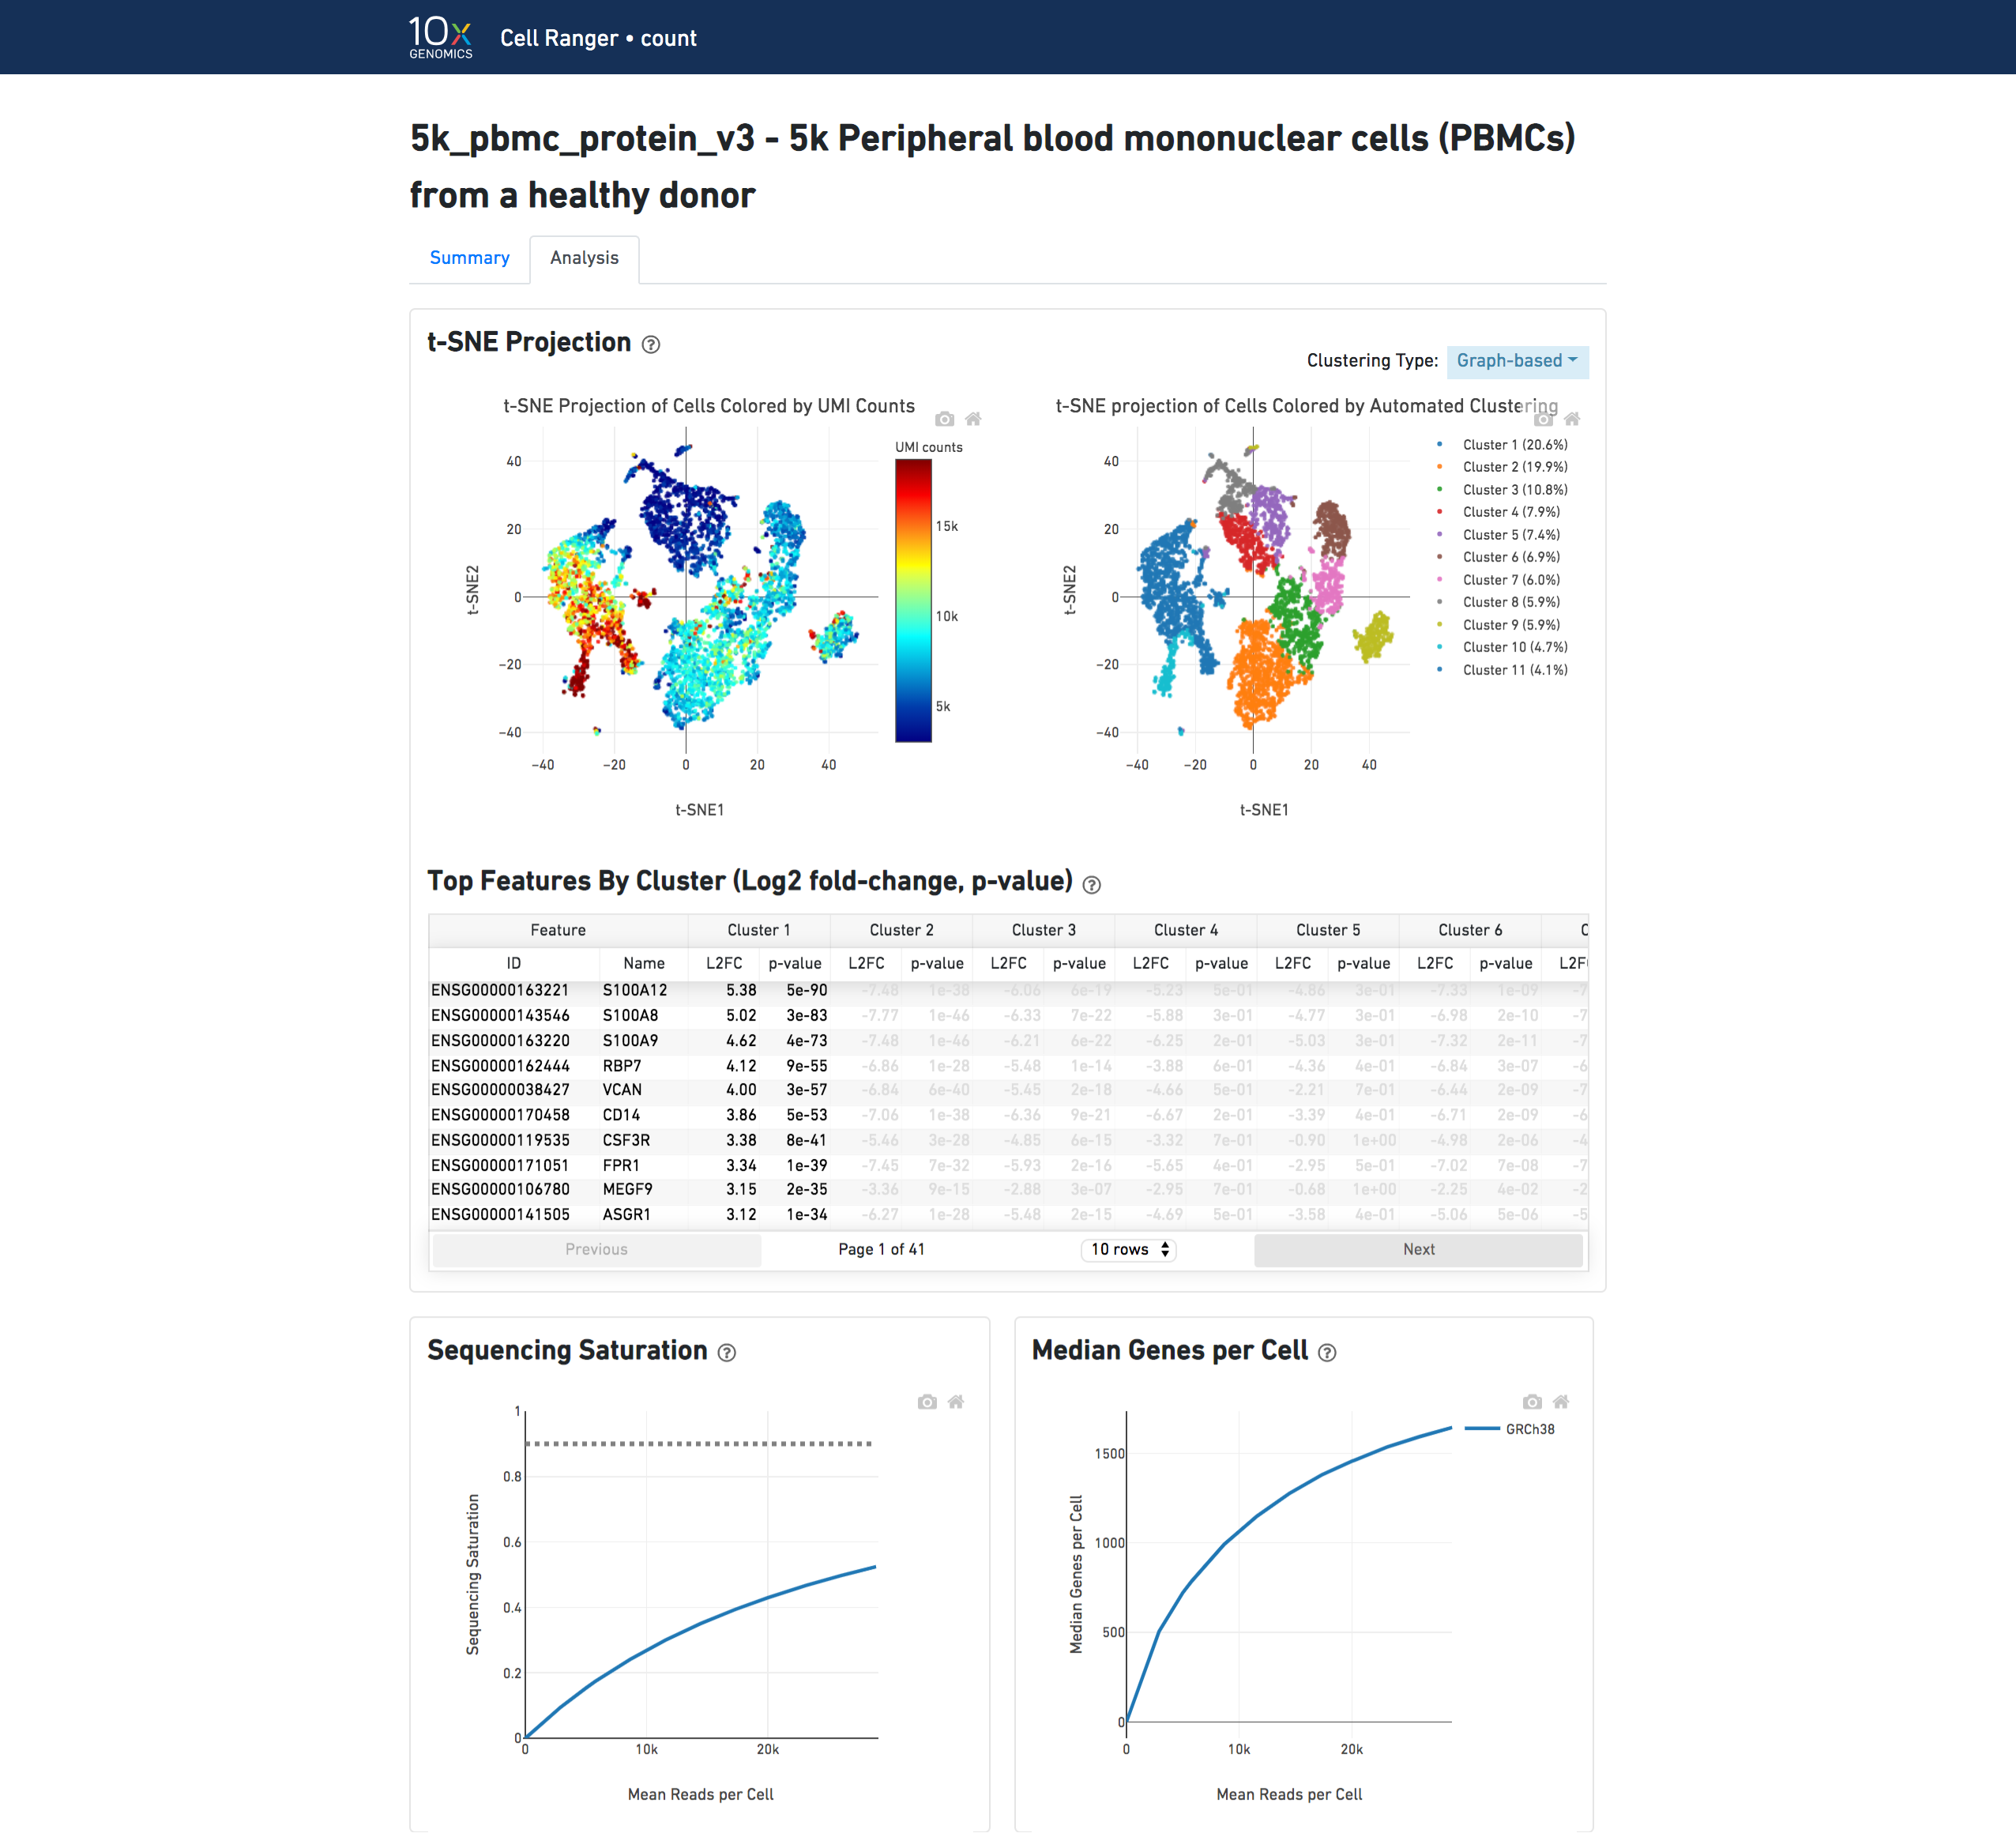 10x
GENOMICS
Cell Ranger • count
5k_pbmc_protein_v3 - 5k Peripheral blood mononuclear cells (PBMCs)
from a healthy donor
Summary
Analysis
t-SNE Projection ?
Clustering Type: Graph-based
t-SNE Projection of Cells Colored by UMI Counts
UMI counts
15k
10k
5k
40
20
0
−20
−40
−40 −20 0 20 40
t-SNE2
t-SNE1
t-SNE projection of Cells Colored by Automated Clustering
Cluster 1 (20.6%)
Cluster 2 (19.9%)
Cluster 3 (10.8%)
Cluster 4 (7.9%)
Cluster 5 (7.4%)
Cluster 6 (6.9%)
Cluster 7 (6.0%)
Cluster 8 (5.9%)
Cluster 9 (5.9%)
Cluster 10 (4.7%)
Cluster 11 (4.1%)
40
20
0
−20
−40
−40 −20 0 20 40
t-SNE2
t-SNE1
Top Features By Cluster (Log2 fold-change, p-value) ?
Feature Cluster 1 Cluster 2 Cluster 3 Cluster 4 Cluster 5 Cluster 6 C
ID Name L2FC p-value L2FC p-value L2FC p-value L2FC p-value L2FC p-value L2FC p-value L2F
ENSG00000163221 S100A12 5.38 5e-90 -7.48 1e-38 -6.06 6e-19 -5.23 5e-01 -4.86 3e-01 -7.33 1e-09 -7
ENSG00000143546 S100A8 5.02 3e-83 -7.77 1e-46 -6.33 7e-22 -5.88 3e-01 -4.77 3e-01 -6.98 2e-10 -7
ENSG00000163220 S100A9 4.62 4e-73 -7.48 1e-46 -6.21 6e-22 -6.25 2e-01 -5.03 3e-01 -7.32 2e-11 -7
ENSG00000162444 RBP7 4.12 9e-55 -6.86 1e-28 -5.48 1e-14 -3.88 6e-01 -4.36 4e-01 -6.84 3e-07 -6
ENSG00000038427 VCAN 4.00 3e-57 -6.84 6e-40 -5.45 2e-18 -4.66 5e-01 -2.21 7e-01 -6.44 2e-09 -7
ENSG00000170458 CD14 3.86 5e-53 -7.06 1e-38 -6.36 9e-21 -6.67 2e-01 -3.39 4e-01 -6.71 2e-09 -6
ENSG00000119535 CSF3R 3.38 8e-41 -5.46 3e-28 -4.85 6e-15 -3.32 7e-01 -0.90 1e+00 -4.98 2e-06 -4
ENSG00000171051 FPR1 3.34 1e-39 -7.45 7e-32 -5.93 2e-16 -5.65 4e-01 -2.95 5e-01 -7.02 7e-08 -7
ENSG00000106780 MEGF9 3.15 2e-35 -3.36 9e-15 -2.88 3e-07 -2.95 7e-01 -0.68 1e+00 -2.25 4e-02 -2
ENSG00000141505 ASGR1 3.12 1e-34 -6.27 1e-28 -5.48 2e-15 -4.69 5e-01 -3.58 4e-01 -5.06 5e-06 -5
Previous Page 1 of 41 10 rows Next
Sequencing Saturation ?
1
0.8
0.6
0.4
0.2
0
0 10k 20k
Sequencing Saturation
Mean Reads per Cell
Median Genes per Cell ?
GRCh38
1500
1000
500
0
0 10k 20k
Median Genes per Cell
Mean Reads per Cell